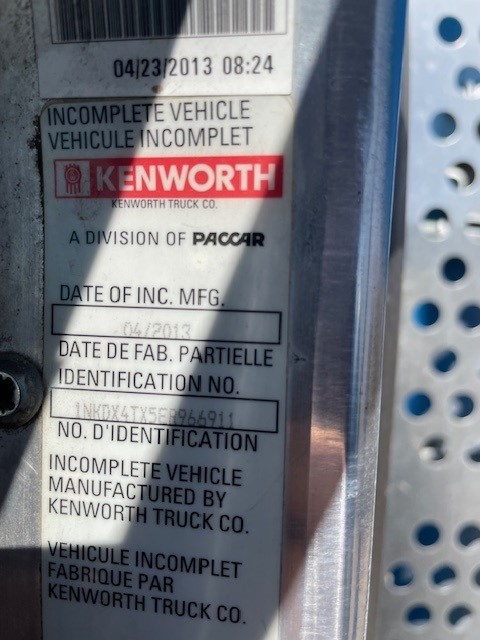 04/23/2013 08:24
INCOMPLETE VEHICLE
VEHICULE INCOMPLET
KENWORTH
KENWORTH TRUCK CO.
A DIVISION OF PACCAR
DATE OF INC. MFG.
04/2013
DATE DE FAB. PARTIELLE
IDENTIFICATION NO.
1NKDX4TX5ER966911
NO. D'IDENTIFICATION
INCOMPLETE VEHICLE
MANUFACTURED BY
KENWORTH TRUCK CO.
VEHICULE INCOMPLET
FABRIQUE PAR
KENWORTH TRUCK CO.